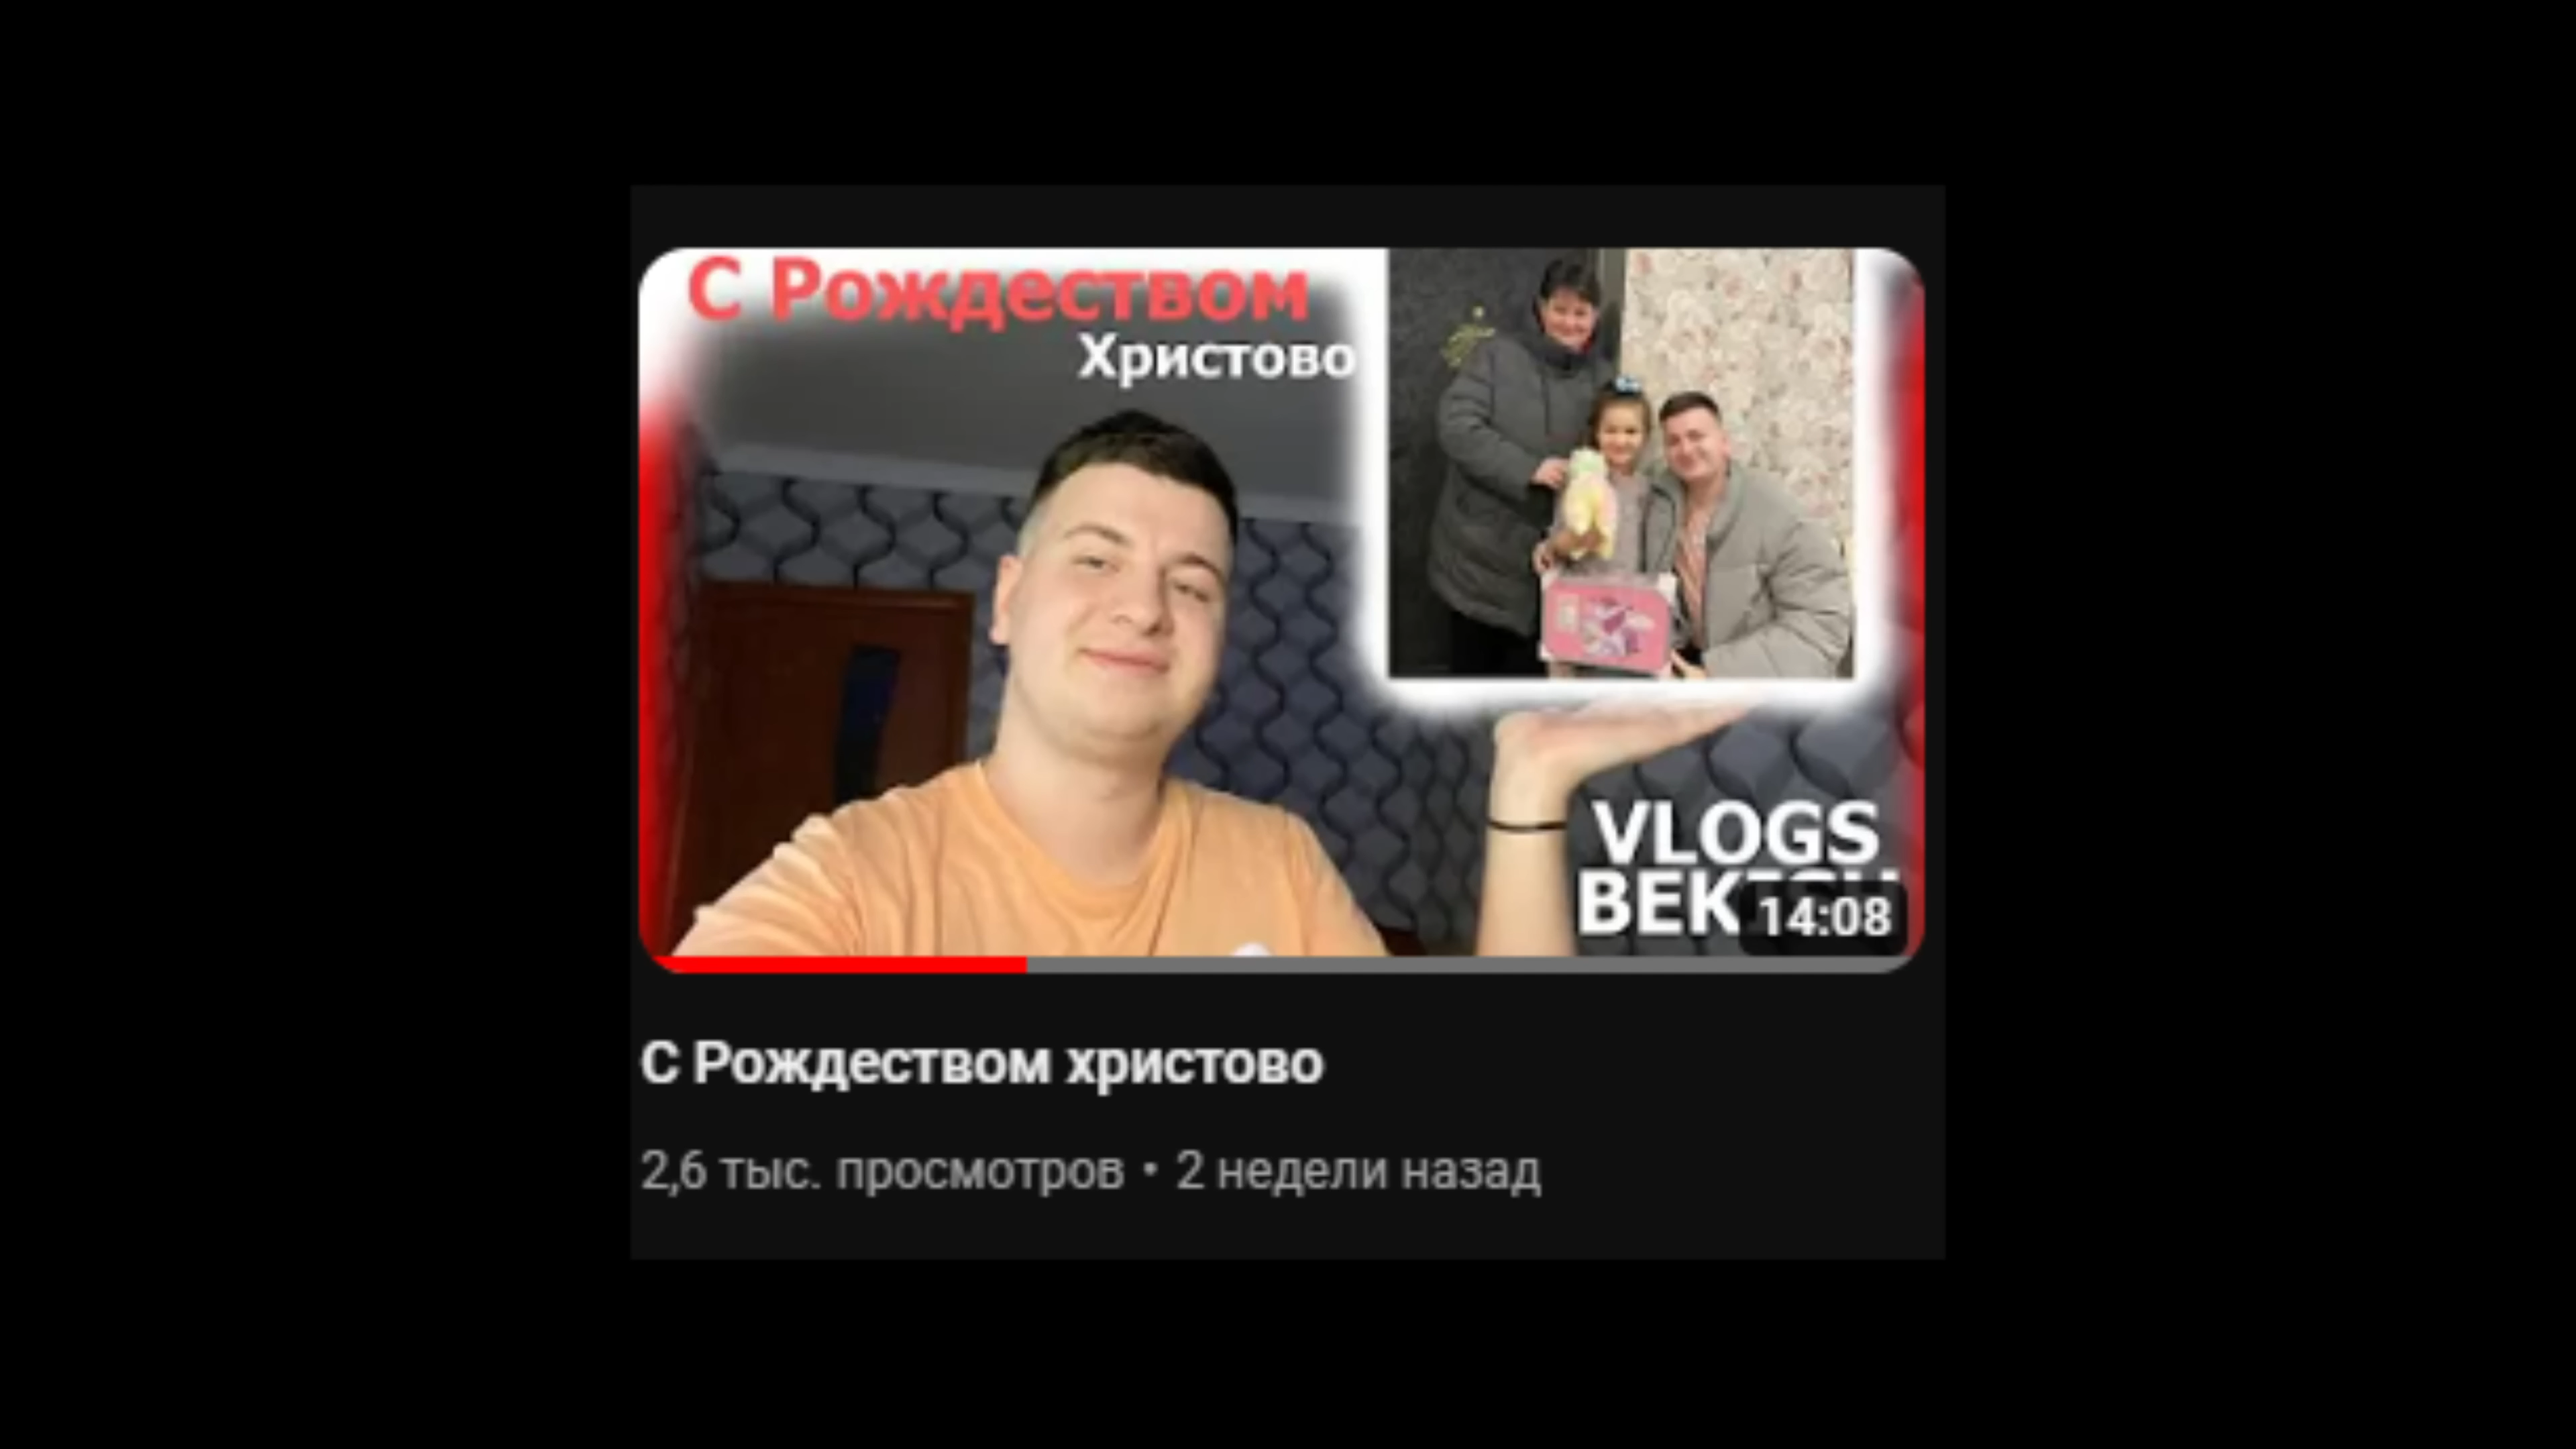 С Рождеством
Христово
VLOGS
14:08
С Рождеством христово
2,6 тыс. просмотров • 2 недели назад